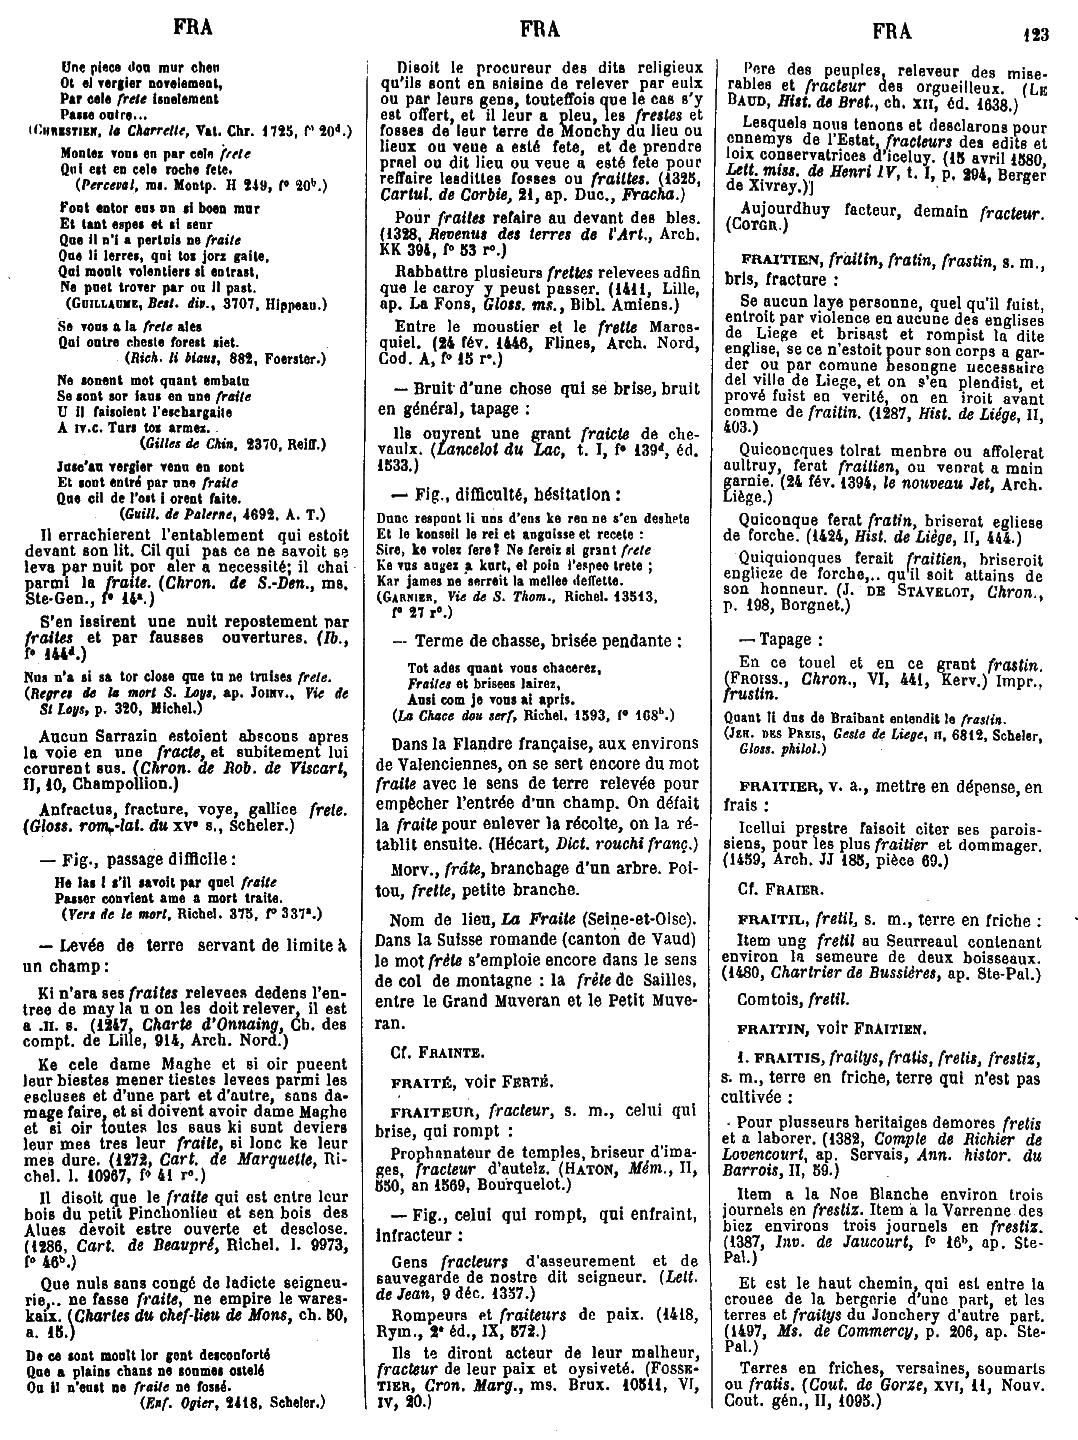 FRA
FRA
FRA
123
Une piece dou mur chen
Ot el vergier novelement,
Par cele frete isnelement
Passe outre...
(CHRESTIEN, la Charrette, Vat. Chr. 1725, f° 20ᵈ.)
Montez vous en par cele frete
Qui est en cele roche fete.
(Perceval, ms. Montp. H 249, f° 20ᵇ.)
Font entor eus un si boen mur
Et tant espes et si seur
Que il n'i a pertuis ne fraite
Que li lerres, qui toz jorz gaite,
Qui moult volentiers si entrast,
Ne puet trover par ou il past.
(GUILLAUME, Best. div., 3707, Hippeau.)
Se vous a la frete ales
Qui outre cheste forest siet.
(Rich. li biaus, 882, Foerster.)
Ne sonent mot quant embatu
Se sont sor iaus en une fraite
U il faisoient l'eschargaite
A IV.C. Turs toz armez.
(Gilles de Chin, 2370, Reiff.)
Jusc'au vergier venu en sont
Et sont entré par une fraite
Que cil de l'ost i orent faite.
(Guill. de Palerne, 4692, A. T.)
Il errachierent l'entablement qui estoit
devant son lit. Cil qui pas ce ne savoit se
leva par nuit por aler a necessité; il chai
parmi la fraite. (Chron. de S.-Den., ms.
Ste-Gen., f° 14ᵃ.)
S'en issirent une nuit repostement par
fraites et par fausses ouvertures. (Ib.,
f° 144ᵈ.)
Nus n'a si sa tor close que tu ne truises frete.
(Regres de la mort S. Loys, ap. JOINV., Vie de
St Loys, p. 320, Michel.)
Aucun Sarrazin estoient abscons apres
la voie en une fracte, et subitement lui
corurent sus. (Chron. de Rob. de Viscart,
II, 10, Champollion.)
Anfractus, fracture, voye, gallice frete.
(Gloss. rom.-lat. du XVᵉ s., Scheler.)
— Fig., passage difficile :
He las ! s'il savoit par quel fraite
Passer convient ame a mort traite.
(Vers de le mort, Richel. 375, f° 337ᵃ.)
— Levée de terre servant de limite à
un champ :
Ki n'ara ses fraites relevees dedens l'en-
tree de may la u on les doit relever, il est
a .II. s. (1247, Charte d'Onnaing, Ch. des
compt. de Lille, 914, Arch. Nord.)
Ke cele dame Maghe et si oir pueent
leur biestes mener tiestes levees parmi les
escluses et d'une part et d'autre, sans da-
mage faire, et si doivent avoir dame Maghe
et si oir toutes les saus ki sunt deviers
leur mes tres leur fraite, si lonc ke leur
mes dure. (1272, Cart. de Marquette, Ri-
chel. l. 10967, f° 41 r°.)
Il disoit que le fraite qui est entre leur
bois du petit Pinchonlieu et sen bois des
Alues devoit estre ouverte et desclose.
(1286, Cart. de Beaupré, Richel. l. 9973,
f° 46ᵇ.)
Que nuls sans congé de ladicte seigneu-
rie,.. ne fasse fraite, ne empire le wares-
kaix. (Chartes du chef-lieu de Mons, ch. 50,
a. 15.)
De ce sont moult lor gent desconforté
Que a plains chans ne soumes ostelé
Ou il n'eust ne fraite ne fossé.
(Enf. Ogier, 2418, Scheler.)
Disoit le procureur des dits religieux
qu'ils sont en saisine de relever par eulx
ou par leurs gens, touteffois que le cas s'y
est offert, et il leur a pleu, les frestes et
fosses de leur terre de Monchy du lieu ou
lieux ou veue a esté fete, et de prendre
prael ou dit lieu ou veue a esté fete pour
reffaire lesdittes fosses ou fraittes. (1325,
Cartul. de Corbie, 21, ap. Duc., Fracha.)
Pour fraites refaire au devant des bles.
(1328, Revenus des terres de l'Art., Arch.
KK 394, f° 53 r°.)
Rabbattre plusieurs frettes relevees adfin
que le caroy y peust passer. (1411, Lille,
ap. La Fons, Gloss. ms., Bibl. Amiens.)
Entre le moustier et le frette Mares-
quiel. (24 fév. 1446, Flines, Arch. Nord,
Cod. A, f° 15 r°.)
— Bruit d'une chose qui se brise, bruit
en général, tapage :
Ils ouvrent une grant fraicte de che-
vaulx. (Lancelot du Lac, t. I, f° 139ᵈ, éd.
1533.)
— Fig., difficulté, hésitation :
Dunc respont li uns d'ens ke ren ne s'en deshete
Et le konseil le rei et anguisse et recete :
Sire, ke volez fere? Ne fereiz si grant frete
Ke vus augez a kurt, el poin l'espee trete ;
Kar james ne serreit la mellee deffette.
(GARNIER, Vie de S. Thom., Richel. 13513,
f° 27 r°.)
— Terme de chasse, brisée pendante :
Tot ades quant vous chacerez,
Fraites et brisees lairez,
Ausi com je vous ai apris.
(La Chace dou serf, Richel. 1593, f° 168ᵇ.)
Dans la Flandre française, aux environs
de Valenciennes, on se sert encore du mot
fraite avec le sens de terre relevée pour
empêcher l'entrée d'un champ. On défait
la fraite pour enlever la récolte, on la ré-
tablit ensuite. (Hécart, Dict. rouchi franç.)
Morv., frâte, branchage d'un arbre. Poi-
tou, frette, petite branche.
Nom de lieu, La Fraite (Seine-et-Oise).
Dans la Suisse romande (canton de Vaud)
le mot frète s'emploie encore dans le sens
de col de montagne : la frète de Sailles,
entre le Grand Muveran et le Petit Muve-
ran.
Cf. FRAINTE.
FRAITÉ, voir FERTÉ.
FRAITEUR, fracteur, s. m., celui qui
brise, qui rompt :
Prophanateur de temples, briseur d'ima-
ges, fracteur d'autelz. (HATON, Mém., II,
550, an 1569, Bourquelot.)
— Fig., celui qui rompt, qui enfraint,
infracteur :
Gens fracteurs d'asseurement et de
sauvegarde de nostre dit seigneur. (Lett.
de Jean, 9 déc. 1357.)
Rompeurs et fraiteurs de paix. (1418,
Rym., 2ᵉ éd., IX, 572.)
Ils te diront acteur de leur malheur,
fracteur de leur paix et oysiveté. (FOSSE-
TIER, Cron. Marg., ms. Brux. 10511, VI,
IV, 20.)
Pere des peuples, releveur des mise-
rables et fracteur des orgueilleux. (LE
BAUD, Hist. de Bret., ch. XII, éd. 1638.)
Lesquels nous tenons et desclarons pour
ennemys de l'Estat, fracteurs des edits et
loix conservatrices d'iceluy. (15 avril 1580,
Lett. miss. de Henri IV, t. I, p. 294, Berger
de Xivrey.)]
Aujourdhuy facteur, demain fracteur.
(COTGR.)
FRAITIEN, fraitin, fratin, frastin, s. m.,
bris, fracture :
Se aucun laye personne, quel qu'il fuist,
entroit par violence en aucune des englises
de Liege et brisast et rompist la dite
englise, se ce n'estoit pour son corps a gar-
der ou par comune besongne necessaire
del ville de Liege, et on s'en plendist, et
prové fuist en verité, on en iroit avant
comme de fraitin. (1287, Hist. de Liége, II,
403.)
Quiconcques tolrat menbre ou affolerat
aultruy, ferat fraitien, ou venrat a main
garnie. (24 fév. 1394, le nouveau Jet, Arch.
Liège.)
Quiconque ferat fratin, briserat egliese
de forche. (1424, Hist. de Liége, II, 444.)
Quiquionques ferait fraitien, briseroit
englieze de forche,.. qu'il soit attains de
son honneur. (J. DE STAVELOT, Chron.,
p. 198, Borgnet.)
— Tapage :
En ce touel et en ce grant frastin.
(FROISS., Chron., VI, 441, Kerv.) Impr.,
frustin.
Quant li dus de Braibant entendit le frastin.
(JEH. DES PREIS, Geste de Liege, II, 6812, Scheler,
Gloss. philol.)
FRAITIER, v. a., mettre en dépense, en
frais :
Icellui prestre faisoit citer ses parois-
siens, pour les plus fraitier et dommager.
(1459, Arch. JJ 185, pièce 69.)
Cf. FRAIER.
FRAITIL, fretil, s. m., terre en friche :
Item ung fretil au Seurreaul contenant
environ la semeure de deux boisseaux.
(1480, Chartrier de Bussières, ap. Ste-Pal.)
Comtois, fretil.
FRAITIN, voir FRAITIEN.
1. FRAITIS, fraitys, fratis, fretis, frestiz,
s. m., terre en friche, terre qui n'est pas
cultivée :
Pour plusseurs heritaiges demores fretis
et a laborer. (1382, Compte de Richier de
Lovencourt, ap. Servais, Ann. histor. du
Barrois, II, 59.)
Item a la Noe Blanche environ trois
journels en frestiz. Item a la Varrenne des
biez environs trois journels en frestiz.
(1387, Inv. de Jaucourt, f° 16ᵇ, ap. Ste-
Pal.)
Et est le haut chemin, qui est entre la
crouee de la bergerie d'une part, et les
terres et fraitys du Jonchery d'autre part.
(1497, Ms. de Commercy, p. 206, ap. Ste-
Pal.)
Terres en friches, versaines, soumarts
ou fratis. (Cout. de Gorze, XVI, 11, Nouv.
Cout. gén., II, 1095.)